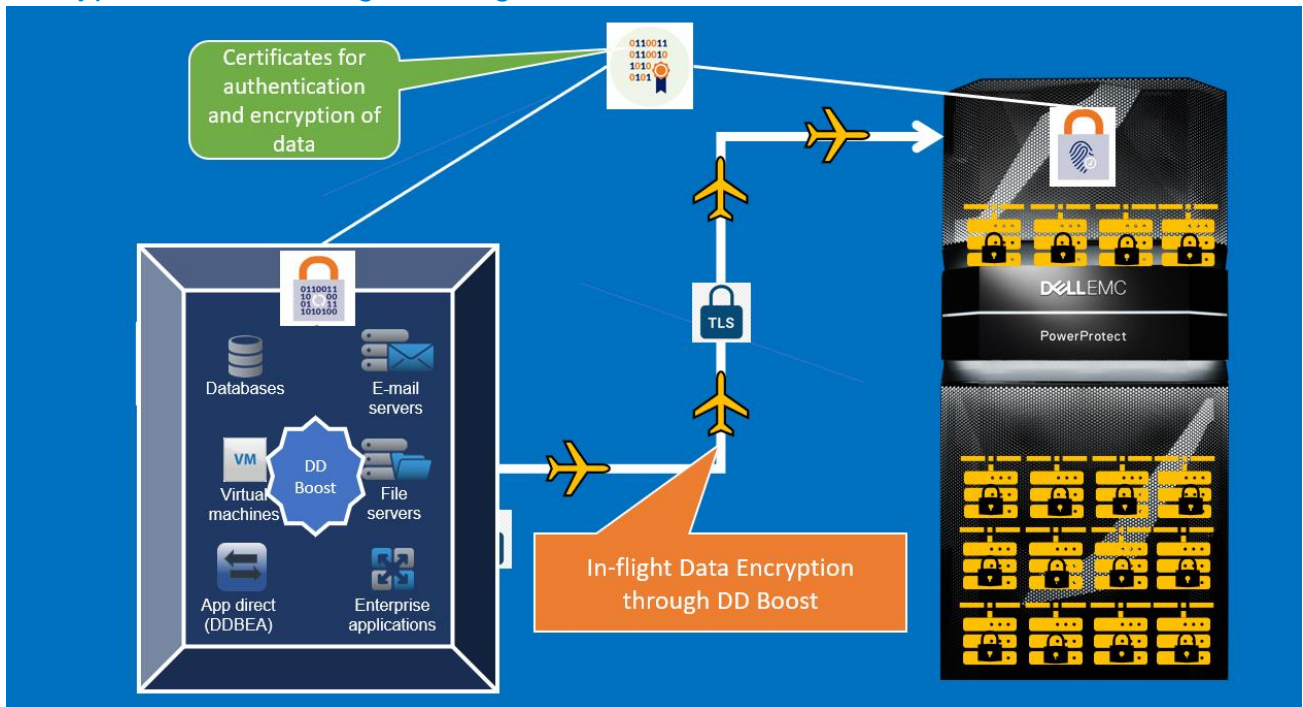 Certificates for
authentication
and encryption of
data
0110011
0110010
1010
0101
0110011
10 00
01 11
1010100
Databases
E-mail
servers
VM
Virtual
machines
DD
Boost
File
servers
App direct
(DDBEA)
Enterprise
applications
TLS
In-flight Data Encryption
through DD Boost
DELLEMC
PowerProtect